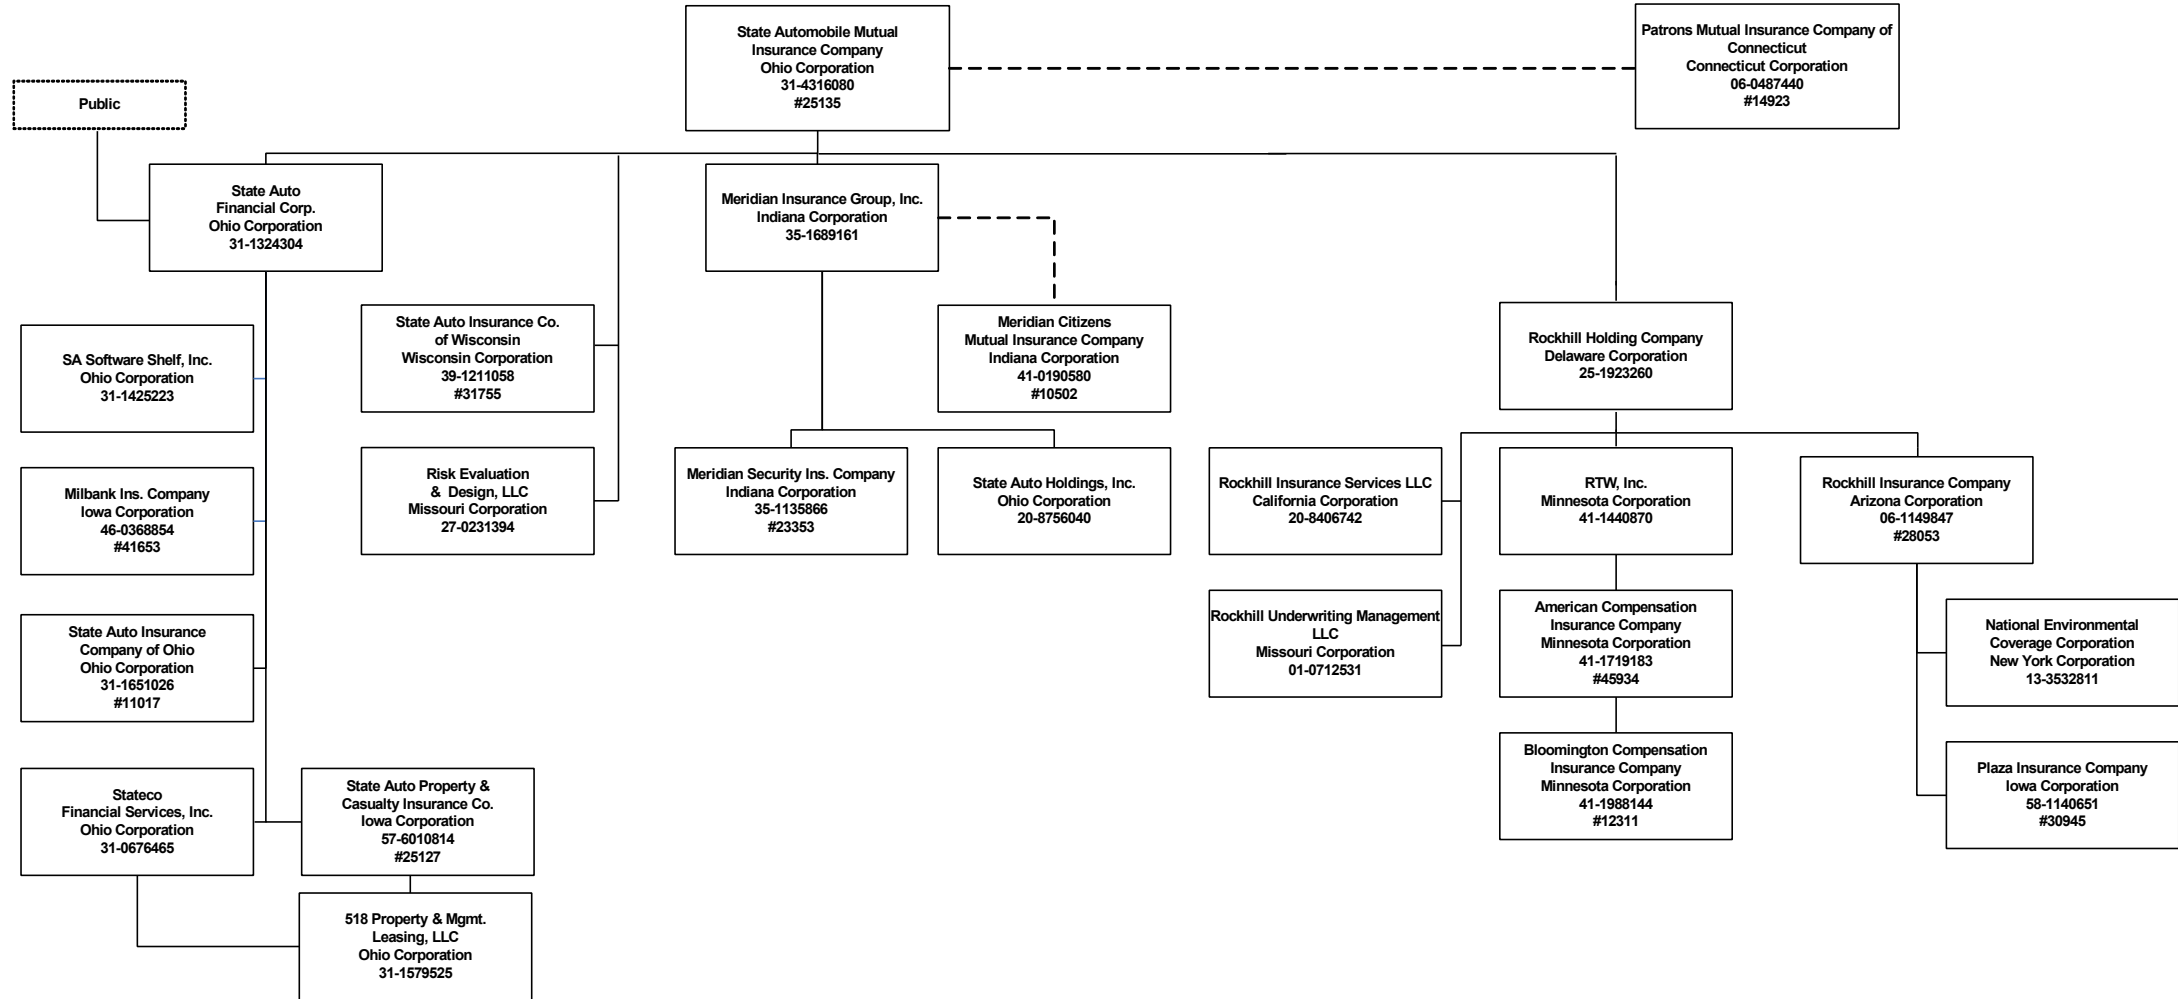 State Automobile Mutual
Insurance Company
Ohio Corporation
31-4316080
#25135
Patrons Mutual Insurance Company of
Connecticut
Connecticut Corporation
06-0487440
#14923
Public
State Auto
Financial Corp.
Ohio Corporation
31-1324304
Meridian Insurance Group, Inc.
Indiana Corporation
35-1689161
SA Software Shelf, Inc.
Ohio Corporation
31-1425223
State Auto Insurance Co.
of Wisconsin
Wisconsin Corporation
39-1211058
#31755
Meridian Citizens
Mutual Insurance Company
Indiana Corporation
41-0190580
#10502
Rockhill Holding Company
Delaware Corporation
25-1923260
Milbank Ins. Company
Iowa Corporation
46-0368854
#41653
Risk Evaluation
& Design, LLC
Missouri Corporation
27-0231394
Meridian Security Ins. Company
Indiana Corporation
35-1135866
#23353
State Auto Holdings, Inc.
Ohio Corporation
20-8756040
Rockhill Insurance Services LLC
California Corporation
20-8406742
RTW, Inc.
Minnesota Corporation
41-1440870
Rockhill Insurance Company
Arizona Corporation
06-1149847
#28053
State Auto Insurance
Company of Ohio
Ohio Corporation
31-1651026
#11017
Rockhill Underwriting Management
LLC
Missouri Corporation
01-0712531
American Compensation
Insurance Company
Minnesota Corporation
41-1719183
#45934
National Environmental
Coverage Corporation
New York Corporation
13-3532811
Stateco
Financial Services, Inc.
Ohio Corporation
31-0676465
State Auto Property &
Casualty Insurance Co.
Iowa Corporation
57-6010814
#25127
Bloomington Compensation
Insurance Company
Minnesota Corporation
41-1988144
#12311
Plaza Insurance Company
Iowa Corporation
58-1140651
#30945
518 Property & Mgmt.
Leasing, LLC
Ohio Corporation
31-1579525